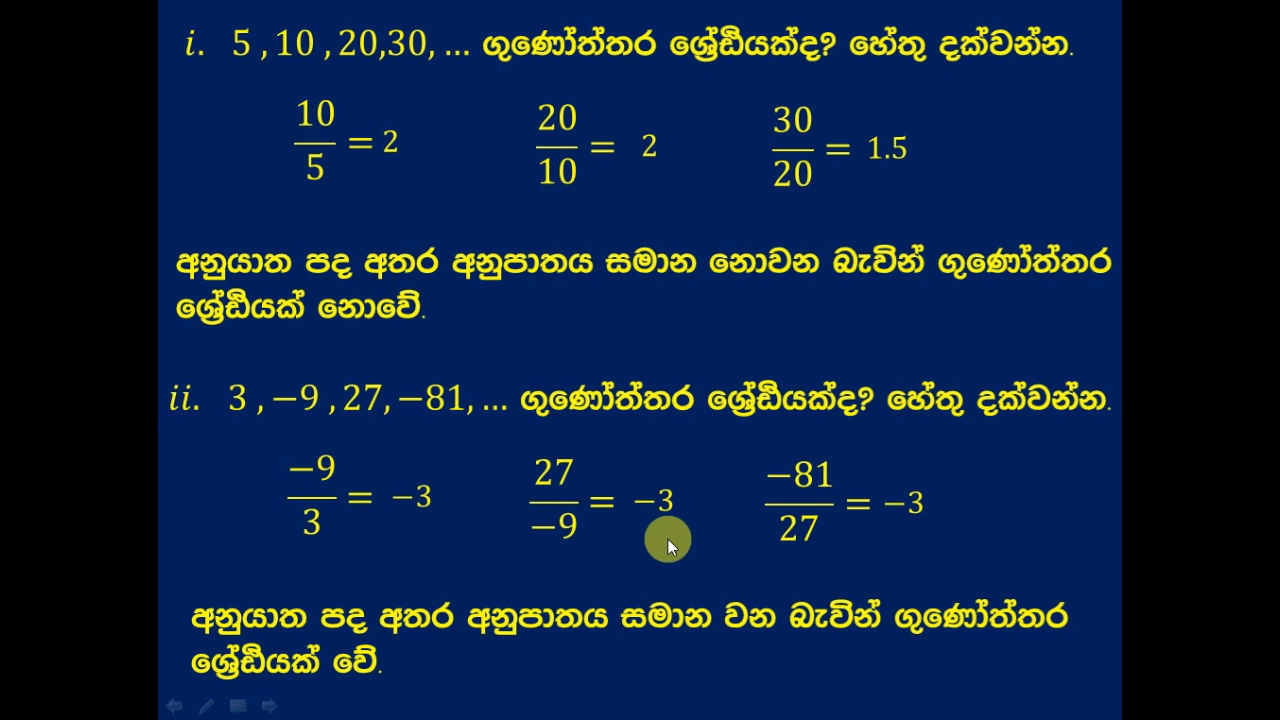 i. 5 , 10 , 20,30, ... ගුණෝත්තර ශ්‍රේඪියක්ද? හේතු දක්වන්න.
10/5 = 2 20/10 = 2 30/20 = 1.5
අනුයාත පද අතර අනුපාතය සමාන නොවන බැවින් ගුණෝත්තර
ශ්‍රේඪියක් නොවේ.
ii. 3 , −9 , 27, −81, ... ගුණෝත්තර ශ්‍රේඪියක්ද? හේතු දක්වන්න.
−9/3 = −3 27/−9 = −3 −81/27 = −3
අනුයාත පද අතර අනුපාතය සමාන වන බැවින් ගුණෝත්තර
ශ්‍රේඪියක් වේ.